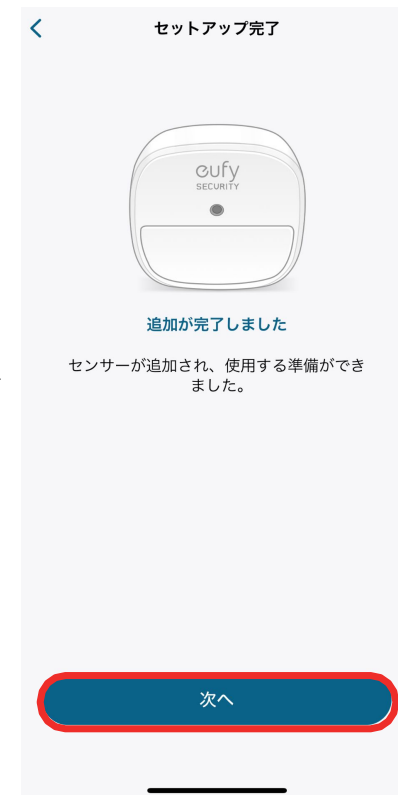 セットアップ完了
eufy
SECURITY
追加が完了しました
センサーが追加され、使用する準備ができ
ました。
次へ